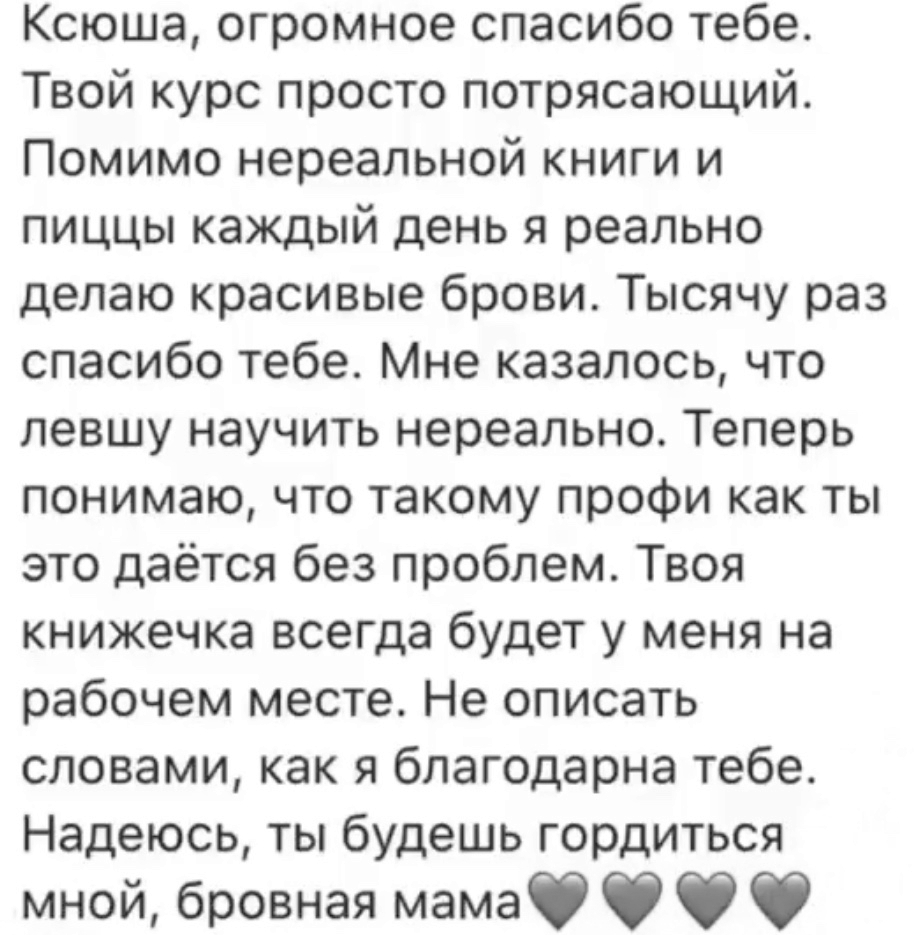 Ксюша, огромное спасибо тебе.
Твой курс просто потрясающий.
Помимо нереальной книги и
пиццы каждый день я реально
делаю красивые брови. Тысячу раз
спасибо тебе. Мне казалось, что
левшу научить нереально. Теперь
понимаю, что такому профи как ты
это даётся без проблем. Твоя
книжечка всегда будет у меня на
рабочем месте. Не описать
словами, как я благодарна тебе.
Надеюсь, ты будешь гордиться
мной, бровная мама🖤🖤🖤🖤